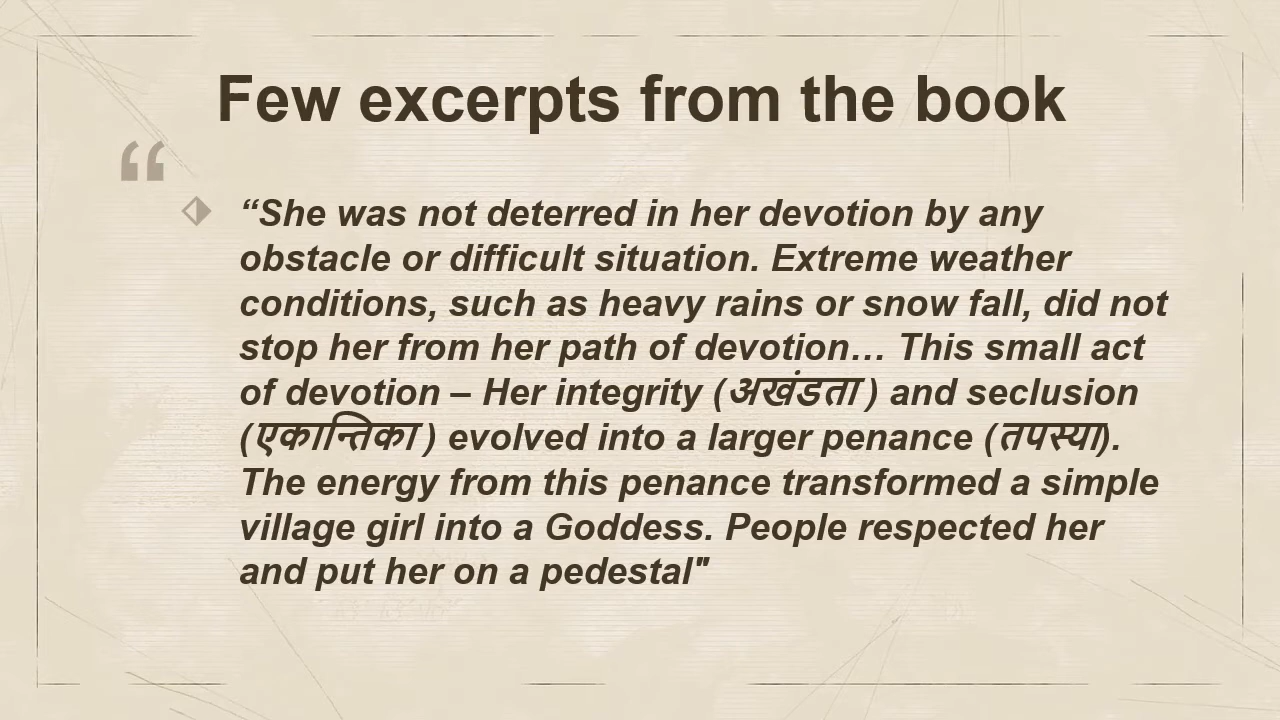 Few excerpts from the book
“
“She was not deterred in her devotion by any
obstacle or difficult situation. Extreme weather
conditions, such as heavy rains or snow fall, did not
stop her from her path of devotion… This small act
of devotion – Her integrity (अखंडता ) and seclusion
(एकान्तिका ) evolved into a larger penance (तपस्या).
The energy from this penance transformed a simple
village girl into a Goddess. People respected her
and put her on a pedestal"